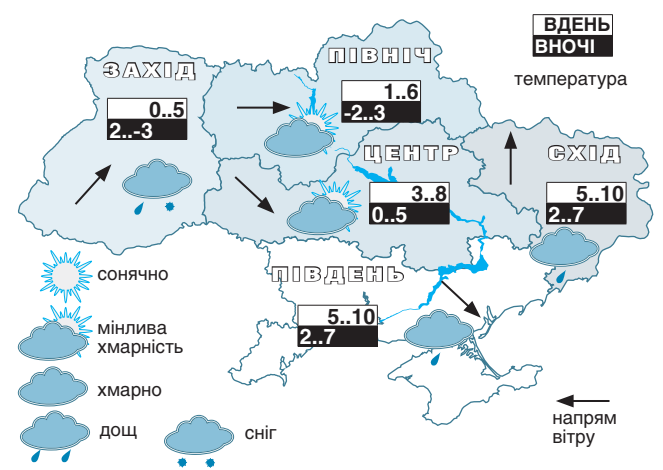 ВДЕНЬ
ВНОЧІ
температура
ПІВНІЧ
1..6
-2..3
ЗАХІД
0..5
2..-3
ЦЕНТР
3..8
0..5
СХІД
5..10
2..7
ПІВДЕНЬ
5..10
2..7
сонячно
мінлива
хмарність
хмарно
дощ
сніг
напрям
вітру